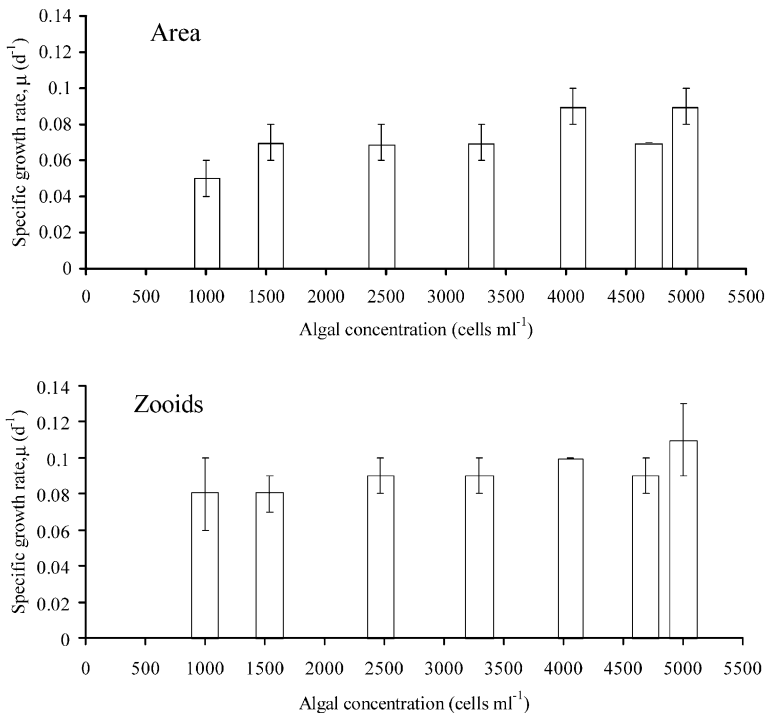 Area
Specific growth rate, μ (d⁻¹)
0.14
0.12
0.1
0.08
0.06
0.04
0.02
0
0 500 1000 1500 2000 2500 3000 3500 4000 4500 5000 5500
Algal concentration (cells ml⁻¹)
Zooids
Specific growth rate,μ (d⁻¹)
0.14
0.12
0.1
0.08
0.06
0.04
0.02
0
0 500 1000 1500 2000 2500 3000 3500 4000 4500 5000 5500
Algal concentration (cells ml⁻¹)